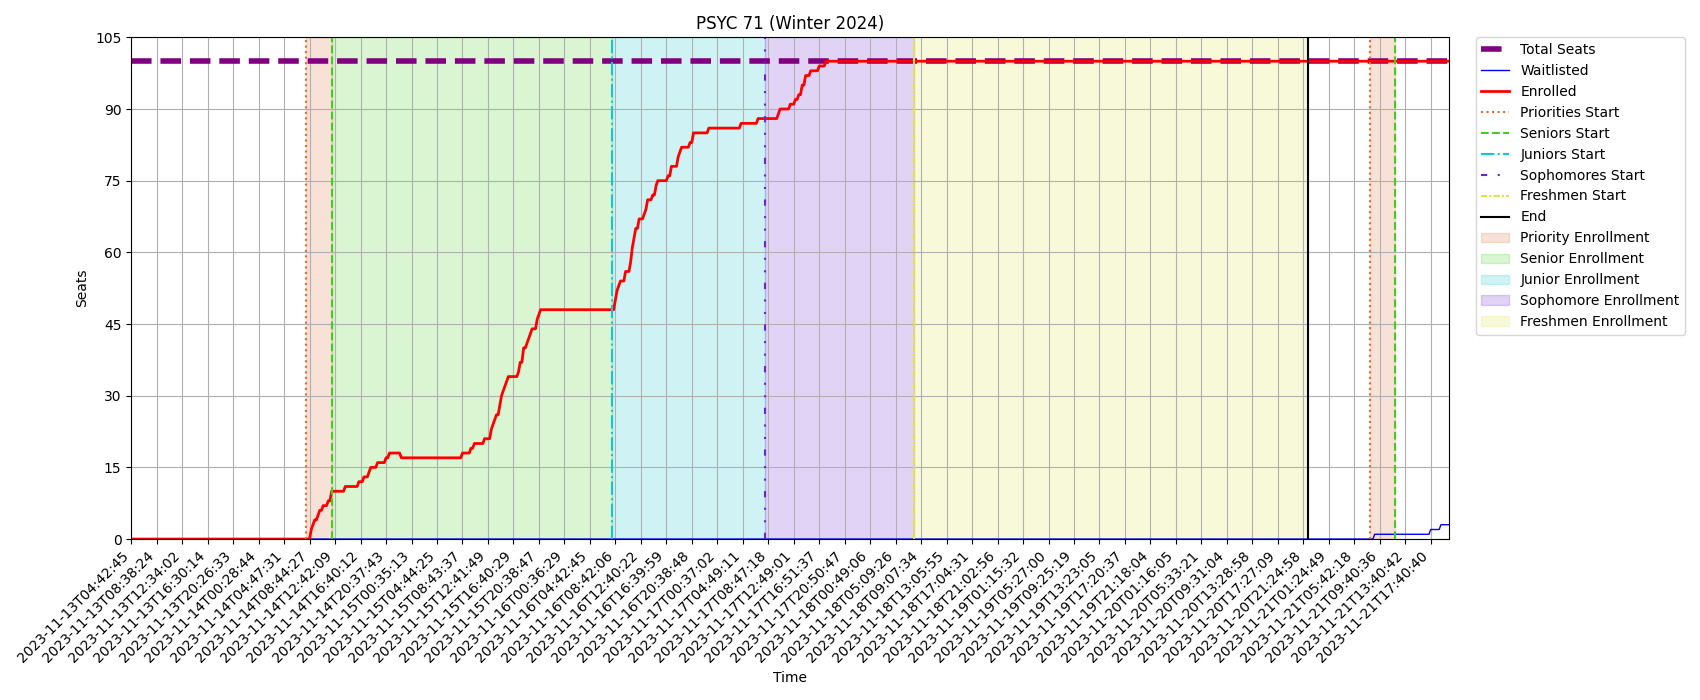 PSYC 71 (Winter 2024)
105
90
75
60
45
30
15
0
Seats
2023-11-13T04:42:45
2023-11-13T08:38:24
2023-11-13T12:34:02
2023-11-13T16:30:14
2023-11-13T20:26:33
2023-11-14T00:28:44
2023-11-14T04:47:31
2023-11-14T08:44:27
2023-11-14T12:42:09
2023-11-14T16:40:12
2023-11-14T20:37:43
2023-11-15T00:35:13
2023-11-15T04:44:25
2023-11-15T08:43:37
2023-11-15T12:41:49
2023-11-15T16:40:29
2023-11-15T20:38:47
2023-11-16T00:36:29
2023-11-16T04:42:45
2023-11-16T08:42:06
2023-11-16T12:40:22
2023-11-16T16:39:59
2023-11-16T20:38:48
2023-11-17T00:37:02
2023-11-17T04:49:11
2023-11-17T08:47:18
2023-11-17T12:49:01
2023-11-17T16:51:37
2023-11-17T20:50:47
2023-11-18T00:49:06
2023-11-18T05:09:26
2023-11-18T09:07:34
2023-11-18T13:05:55
2023-11-18T17:04:31
2023-11-18T21:02:56
2023-11-19T01:15:32
2023-11-19T05:27:00
2023-11-19T09:25:19
2023-11-19T13:23:05
2023-11-19T17:20:37
2023-11-19T21:18:04
2023-11-20T01:16:05
2023-11-20T05:33:21
2023-11-20T09:31:04
2023-11-20T13:28:58
2023-11-20T17:27:09
2023-11-20T21:24:58
2023-11-21T01:24:49
2023-11-21T05:42:18
2023-11-21T09:40:36
2023-11-21T13:40:42
2023-11-21T17:40:40
Time
Total Seats
Waitlisted
Enrolled
Priorities Start
Seniors Start
Juniors Start
Sophomores Start
Freshmen Start
End
Priority Enrollment
Senior Enrollment
Junior Enrollment
Sophomore Enrollment
Freshmen Enrollment